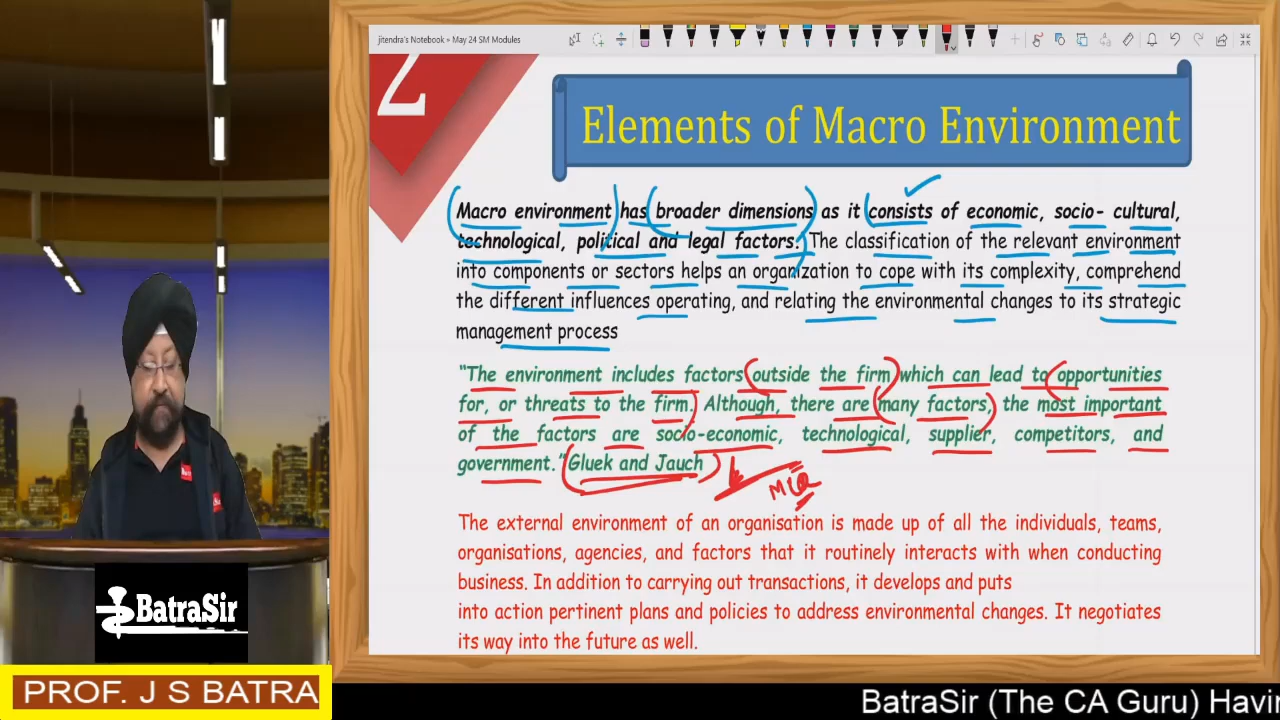 jitendra's Notebook » May 24 SM Modules
2
Elements of Macro Environment
Macro environment has broader dimensions as it consists of economic, socio- cultural,
technological, political and legal factors. The classification of the relevant environment
into components or sectors helps an organization to cope with its complexity, comprehend
the different influences operating, and relating the environmental changes to its strategic
management process
"The environment includes factors outside the firm which can lead to opportunities
for, or threats to the firm. Although, there are many factors, the most important
of the factors are socio-economic, technological, supplier, competitors, and
government." Gluek and Jauch
MCQ
The external environment of an organisation is made up of all the individuals, teams,
organisations, agencies, and factors that it routinely interacts with when conducting
business. In addition to carrying out transactions, it develops and puts
into action pertinent plans and policies to address environmental changes. It negotiates
its way into the future as well.
BatraSir
PROF. J S BATRA
BatraSir (The CA Guru) Havin